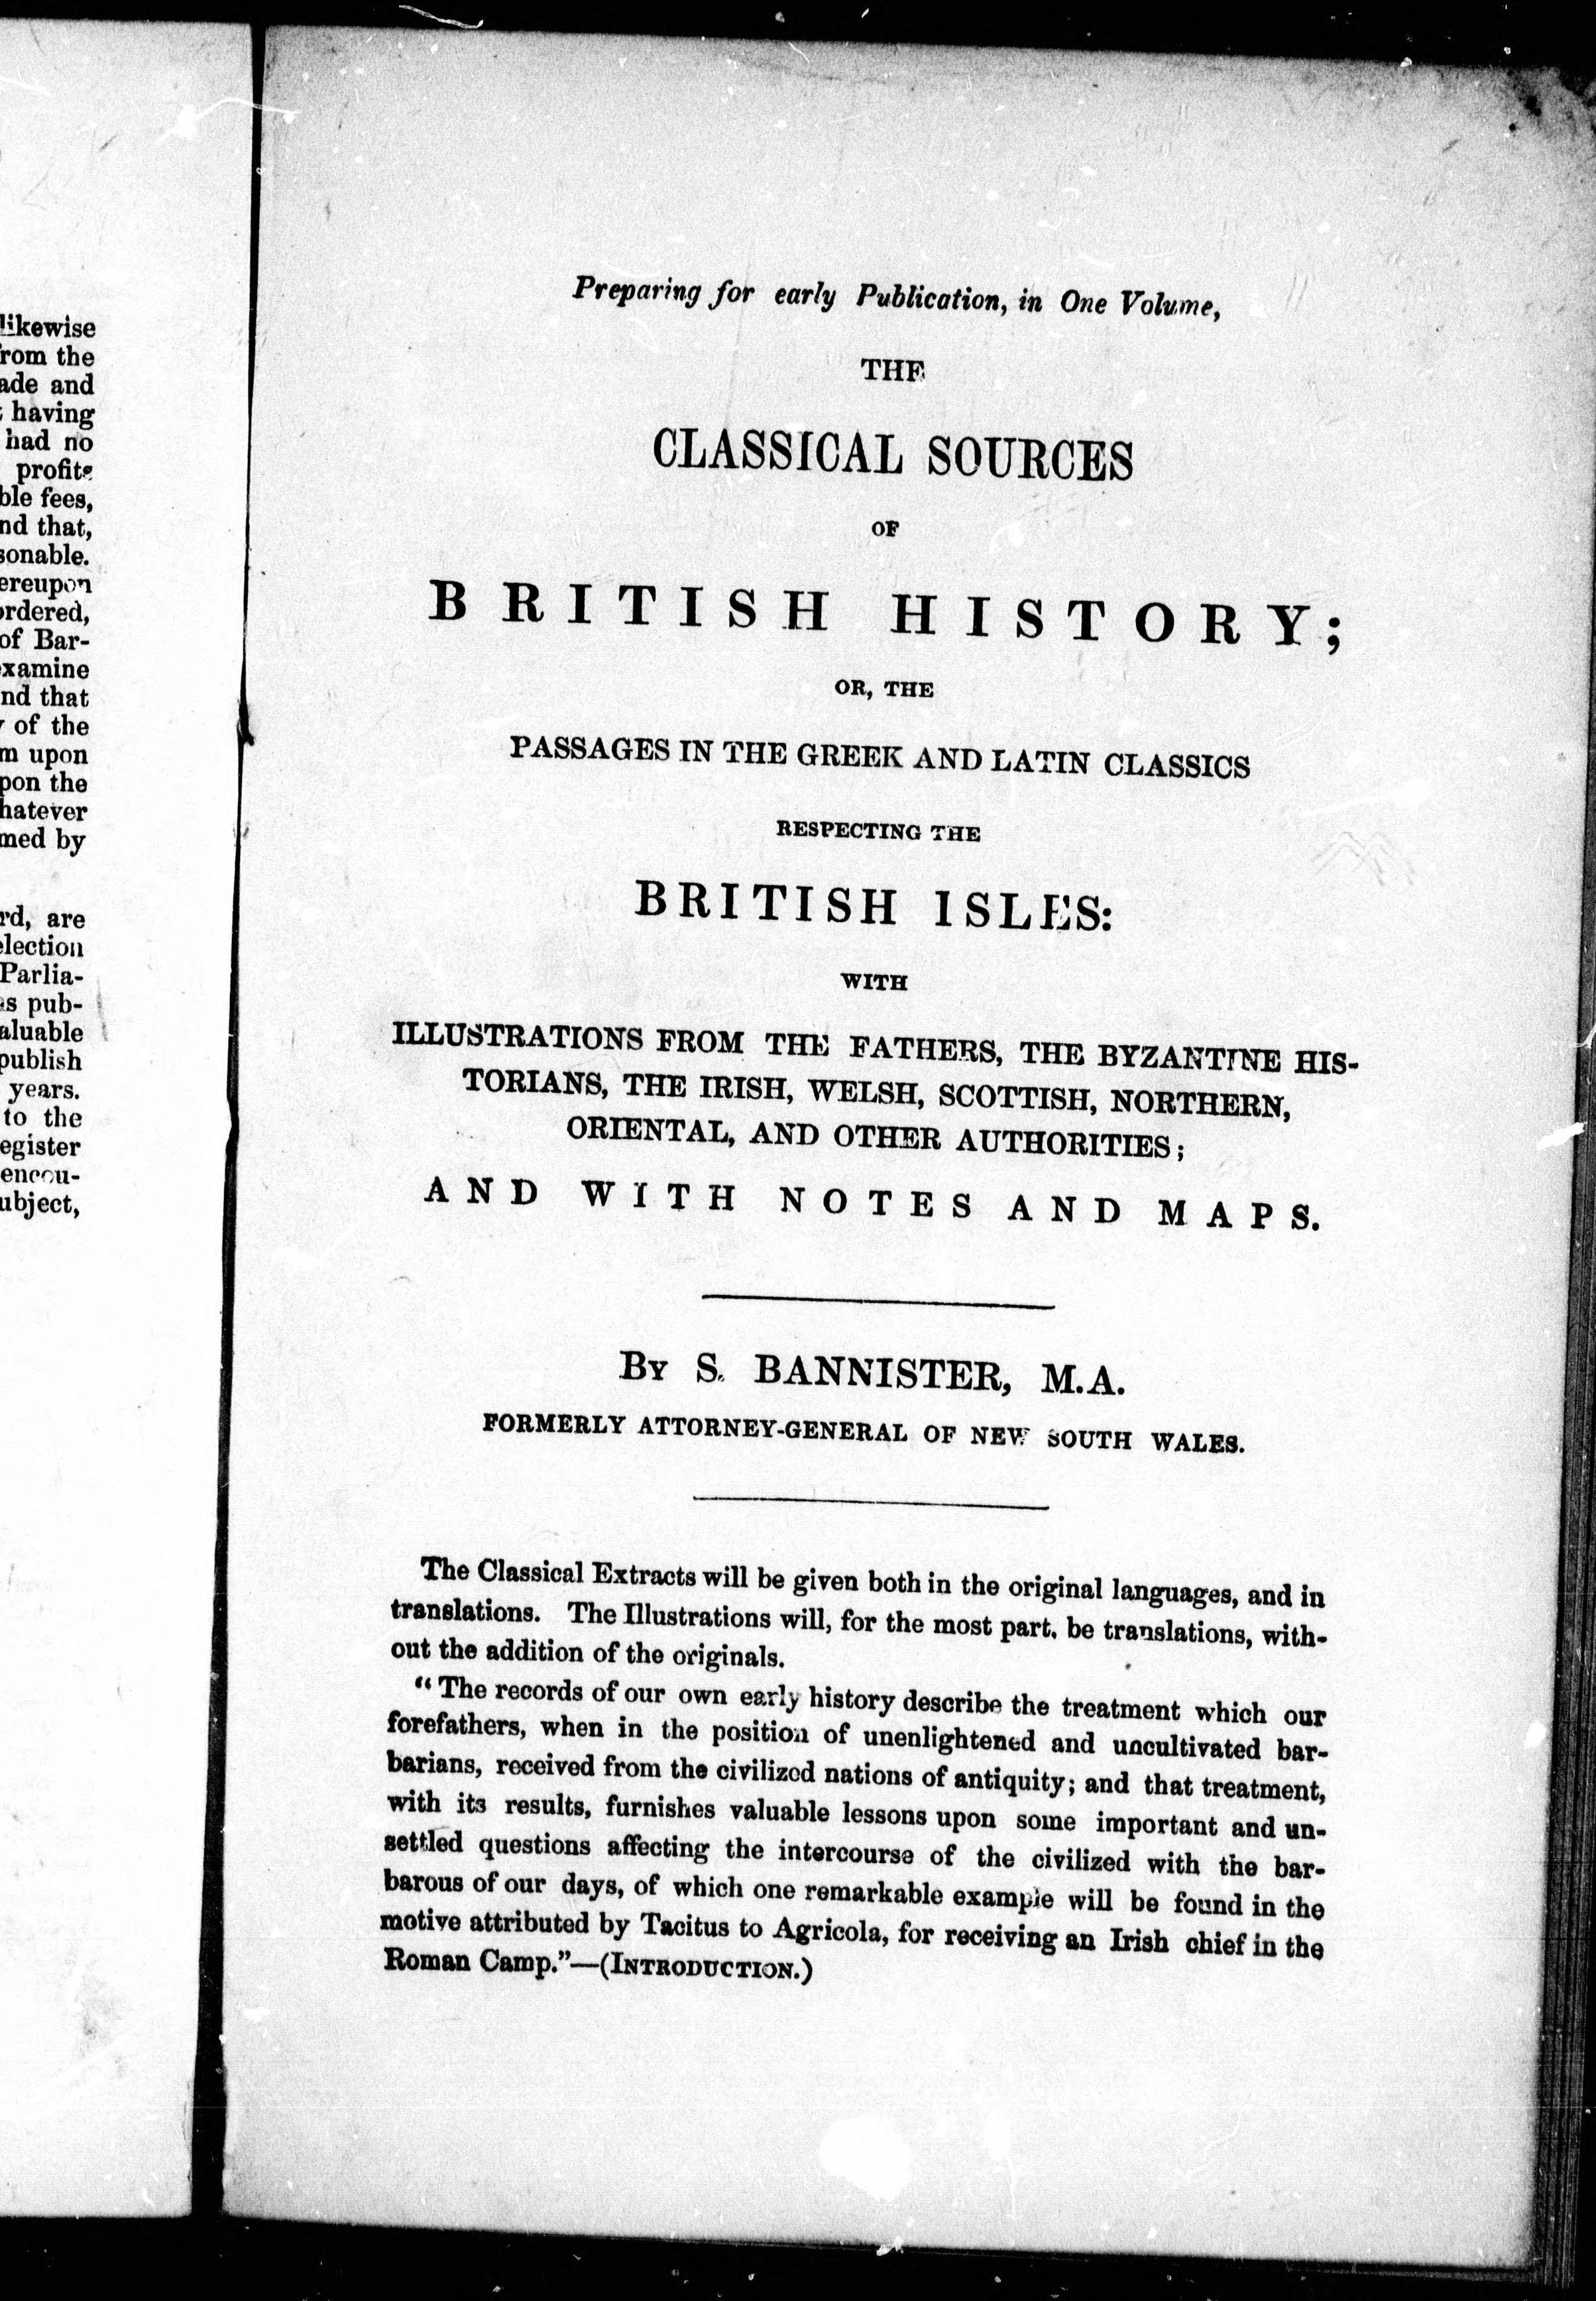 likewise
from the
ade and
having
had no
profits
ble fees,
nd that,
sonable.
ereupon
ordered,
of Bar-
examine
nd that
of the
m upon
pon the
hatever
med by
rd, are
election
Parlia-
as pub-
aluable
publish
years.
to the
egister
encou-
ubject,
Preparing for early Publication, in One Volume,
THE
CLASSICAL SOURCES
OF
BRITISH HISTORY;
OR, THE
PASSAGES IN THE GREEK AND LATIN CLASSICS
RESPECTING THE
BRITISH ISLES:
WITH
ILLUSTRATIONS FROM THE FATHERS, THE BYZANTINE HIS-
TORIANS, THE IRISH, WELSH, SCOTTISH, NORTHERN,
ORIENTAL, AND OTHER AUTHORITIES;
AND WITH NOTES AND MAPS.
BY S. BANNISTER, M.A.
FORMERLY ATTORNEY-GENERAL OF NEW SOUTH WALES.
The Classical Extracts will be given both in the original languages, and in
translations. The Illustrations will, for the most part, be translations, with-
out the addition of the originals.
"The records of our own early history describe the treatment which our
forefathers, when in the position of unenlightened and uncultivated bar-
barians, received from the civilized nations of antiquity; and that treatment,
with its results, furnishes valuable lessons upon some important and un-
settled questions affecting the intercourse of the civilized with the bar-
barous of our days, of which one remarkable example will be found in the
motive attributed by Tacitus to Agricola, for receiving an Irish chief in the
Roman Camp."—(INTRODUCTION.)